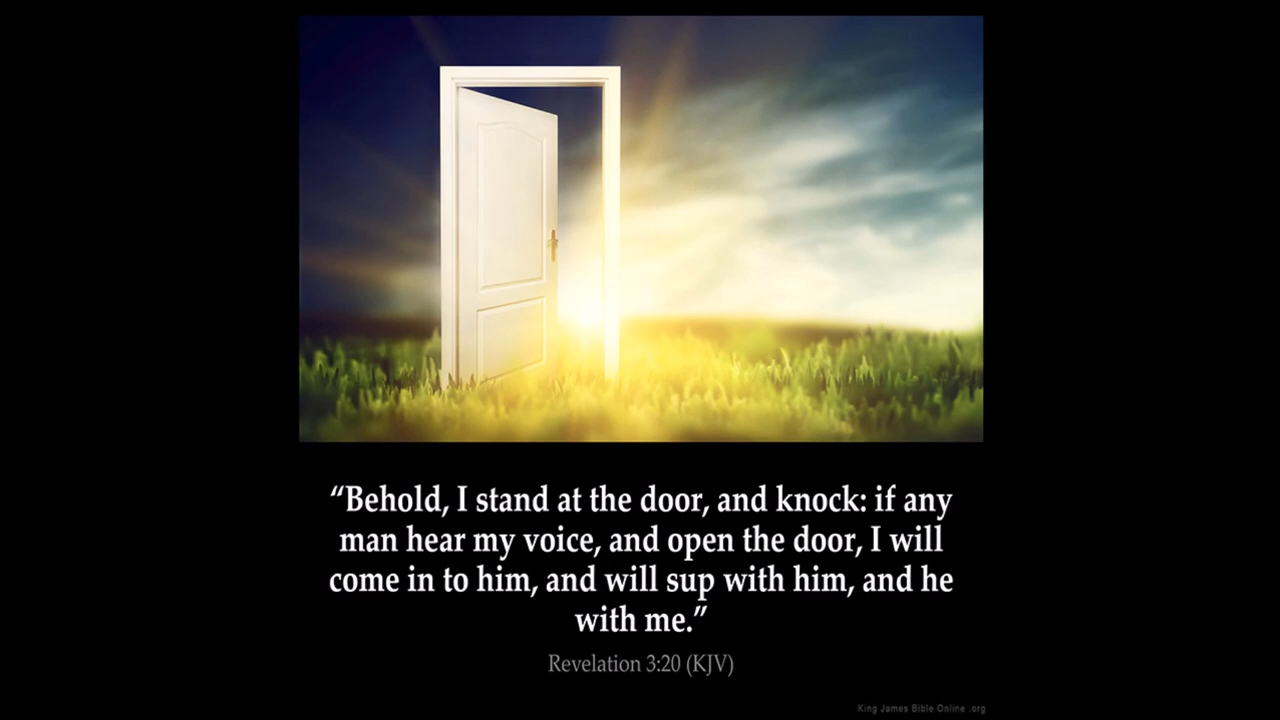 “Behold, I stand at the door, and knock: if any
man hear my voice, and open the door, I will
come in to him, and will sup with him, and he
with me.”
Revelation 3:20 (KJV)
King James Bible Online .org